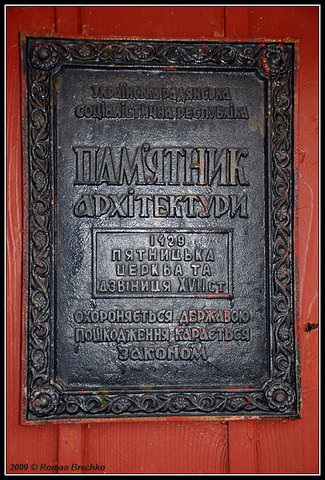 УКРАЇНСЬКА РАДЯНСЬКА
СОЦІАЛІСТИЧНА РЕСПУБЛІКА
ПАМ'ЯТНИК
АРХІТЕКТУРИ
1429
ПЯТНИЦЬКА
ЦЕРКВА ТА
ДЗВІНИЦЯ XVII СТ.
ОХОРОНЯЄТЬСЯ ДЕРЖАВОЮ
ПОШКОДЖЕННЯ КАРАЄТЬСЯ
ЗАКОНОМ
2009 © Roman Brechko